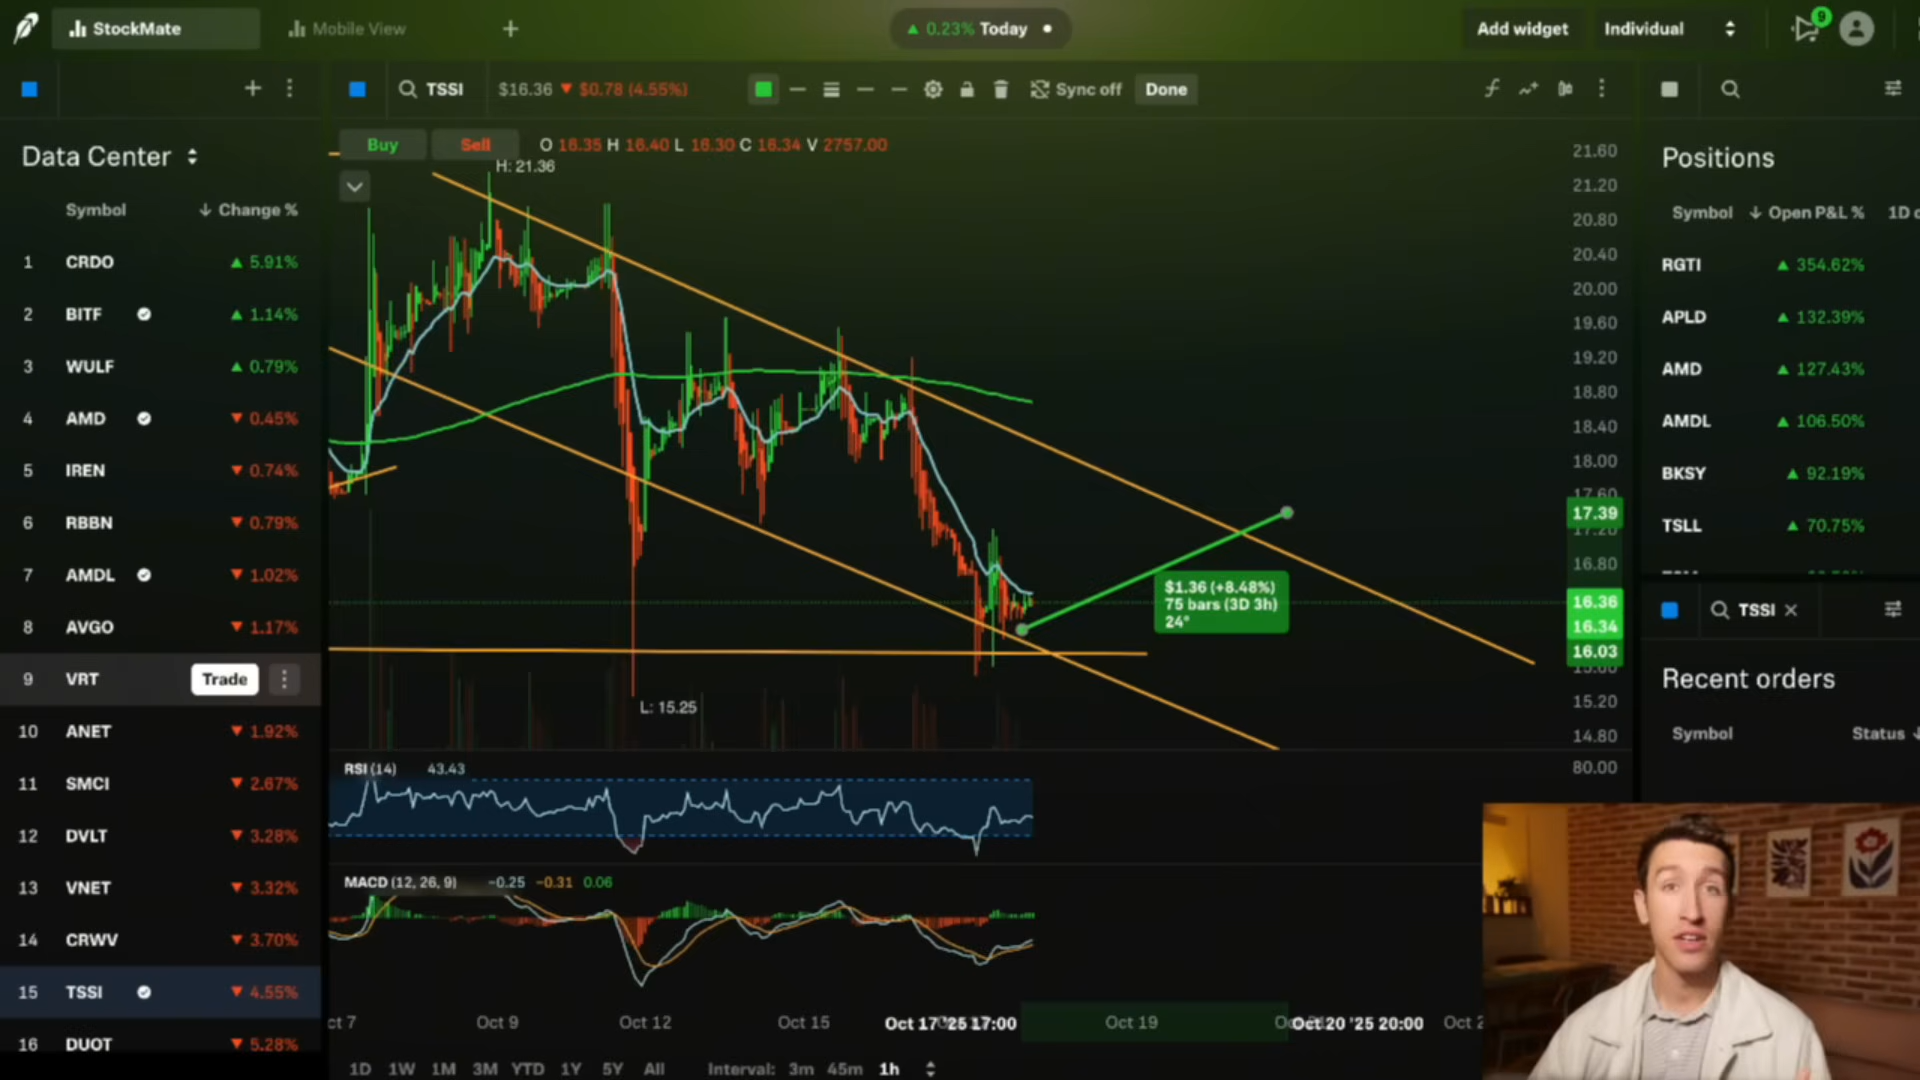 StockMate
Mobile View
0.23% Today
Add widget
Individual
9
TSSI
$16.36 $0.78 (4.55%)
Sync off
Done
Data Center
Symbol Change %
1 CRDO 5.91%
2 BITF 1.14%
3 WULF 0.79%
4 AMD 0.45%
5 IREN 0.74%
6 RBBN 0.79%
7 AMDL 1.02%
8 AVGO 1.17%
9 VRT Trade
10 ANET 1.92%
11 SMCI 2.67%
12 DVLT 3.28%
13 VNET 3.32%
14 CRWV 3.70%
15 TSSI 4.55%
16 DUOT 5.28%
Buy
Sell
O 16.35 H 16.40 L 16.30 C 16.34 V 2757.00
H: 21.36
L: 15.25
$1.36 (+8.48%)
75 bars (3D 3h)
24°
21.60
21.20
20.80
20.40
20.00
19.60
19.20
18.80
18.40
18.00
17.60
17.39
17.20
16.80
16.36
16.34
16.03
15.20
14.80
80.00
RSI (14) 43.43
MACD (12, 26, 9) −0.25 −0.31 0.06
Oct 9
Oct 12
Oct 15
Oct 17 '25 17:00
Oct 19
Oct 20 '25 20:00
1D 1W 1M 3M YTD 1Y 5Y All
Interval: 3m 45m 1h
Positions
Symbol Open P&L %
RGTI 354.62%
APLD 132.39%
AMD 127.43%
AMDL 106.50%
BKSY 92.19%
TSLL 70.75%
TSSI
Recent orders
Symbol Status